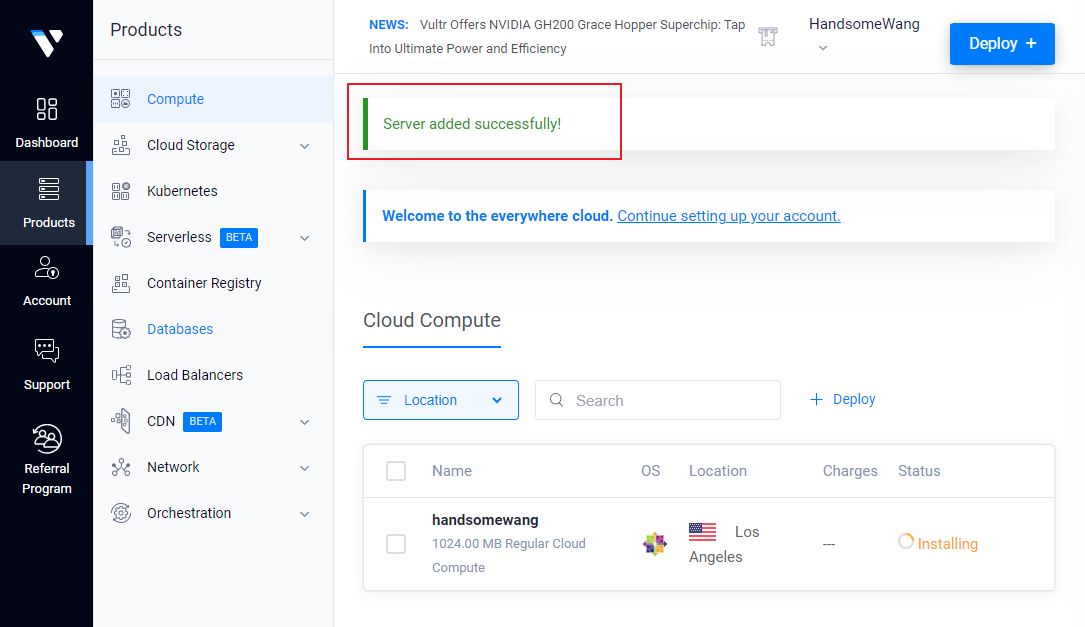 Dashboard
Products
Account
Support
Referral
Program
Products
Compute
Cloud Storage
Kubernetes
Serverless BETA
Container Registry
Databases
Load Balancers
CDN BETA
Network
Orchestration
NEWS: Vultr Offers NVIDIA GH200 Grace Hopper Superchip: Tap
Into Ultimate Power and Efficiency
HandsomeWang
Deploy +
Server added successfully!
Welcome to the everywhere cloud. Continue setting up your account.
Cloud Compute
Location
Search
+ Deploy
Name OS Location Charges Status
handsomewang
1024.00 MB Regular Cloud
Compute
Los
Angeles
---
Installing